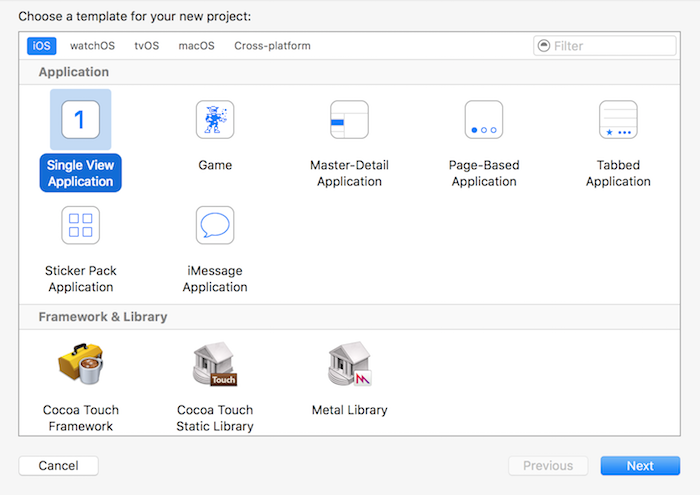 Choose a template for your new project:
iOS watchOS tvOS macOS Cross-platform Filter
Application
1
Single View Application
Game
Master-Detail Application
Page-Based Application
Tabbed Application
Sticker Pack Application
iMessage Application
Framework & Library
Touch
Cocoa Touch Framework
Cocoa Touch Static Library
Metal Library
Cancel Previous Next